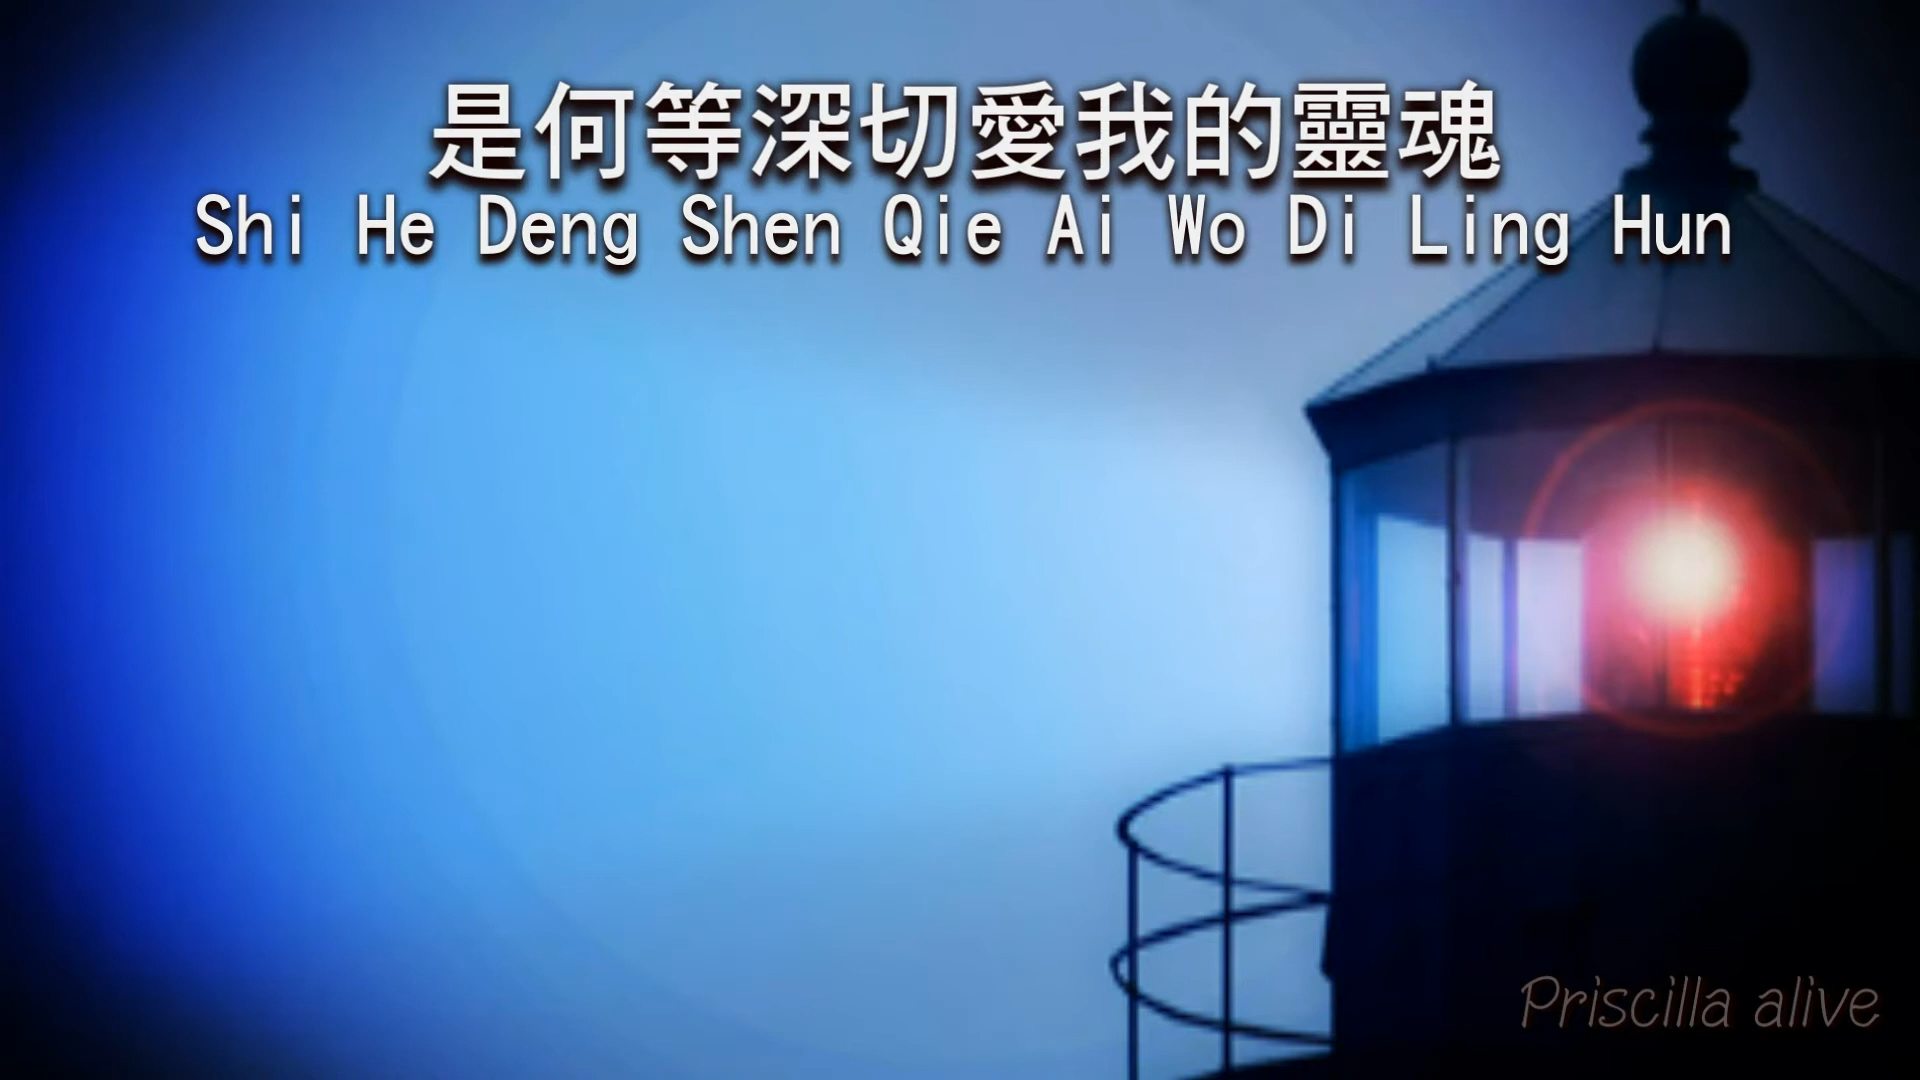 是何等深切愛我的靈魂
Shi He Deng Shen Qie Ai Wo Di Ling Hun
Priscilla alive